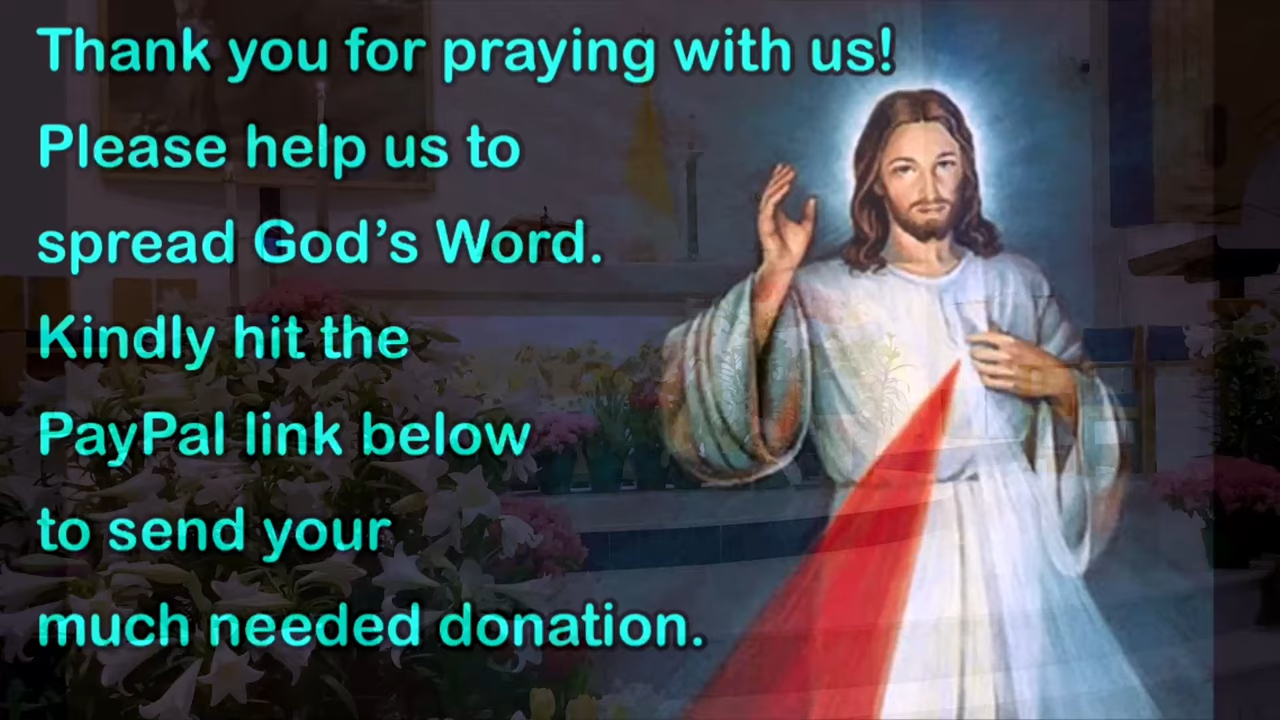 Thank you for praying with us!
Please help us to
spread God’s Word.
Kindly hit the
PayPal link below
to send your
much needed donation.